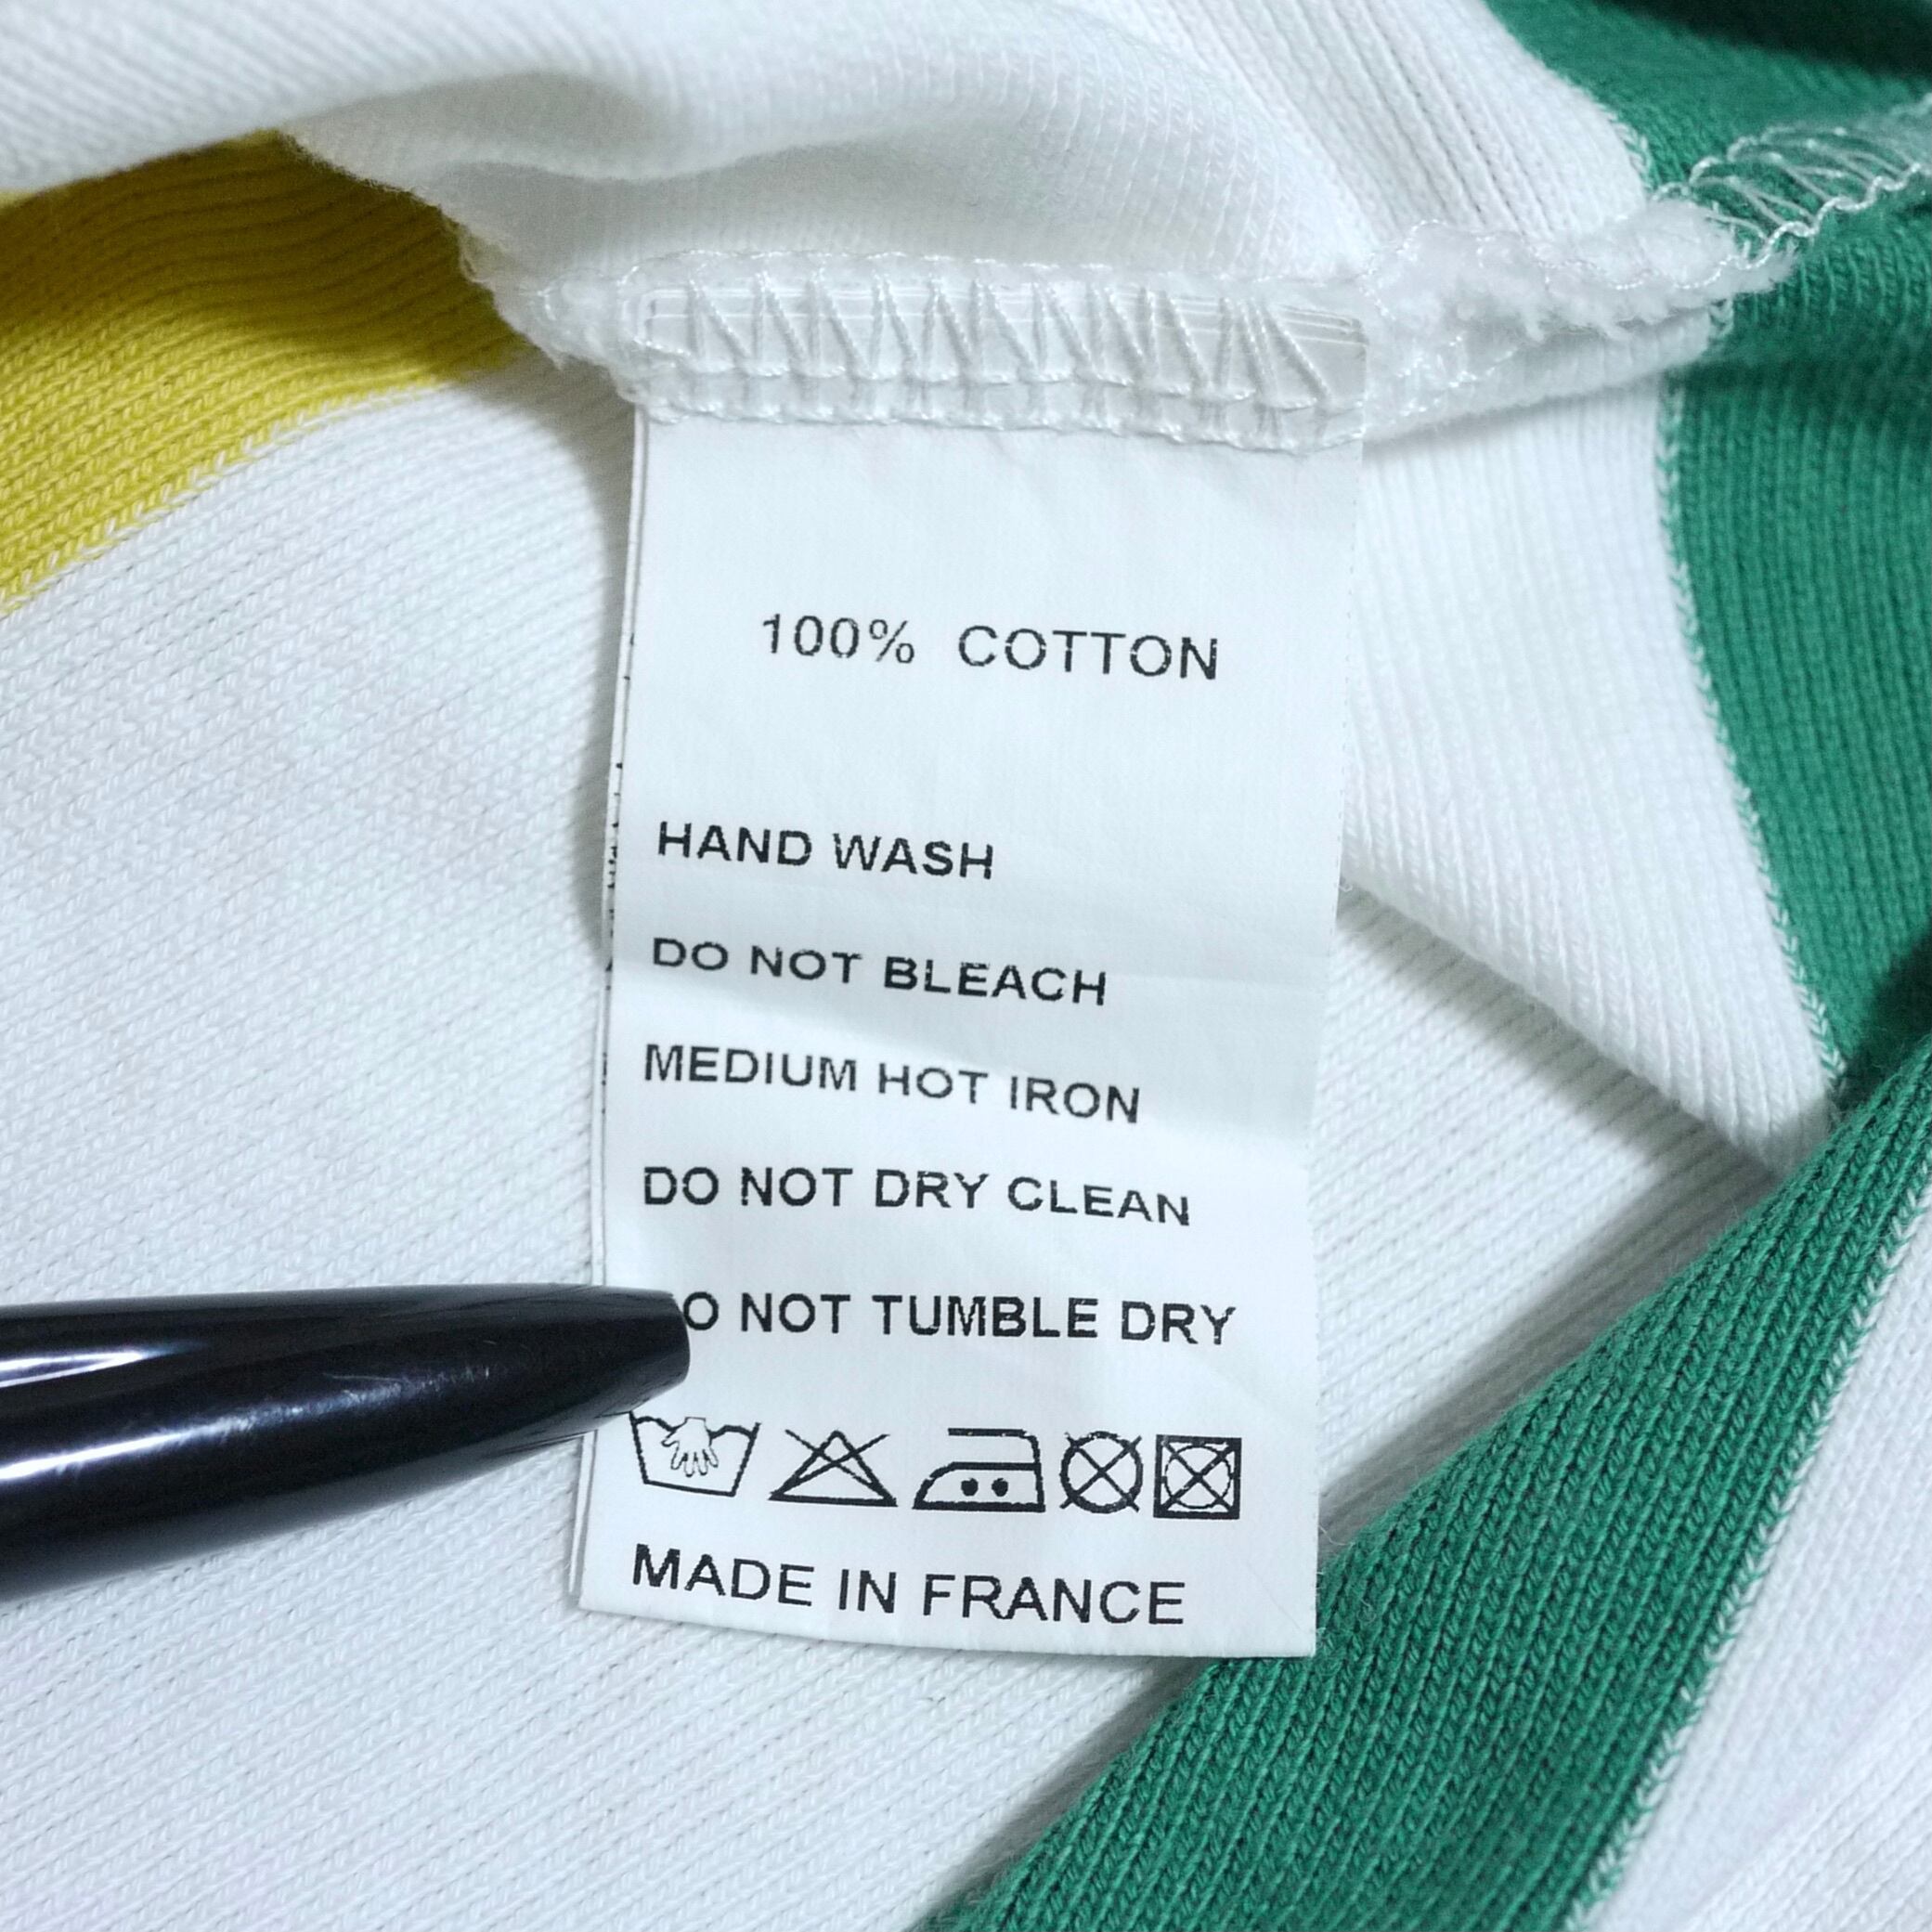 100% COTTON
HAND WASH
DO NOT BLEACH
MEDIUM HOT IRON
DO NOT DRY CLEAN
O NOT TUMBLE DRY
MADE IN FRANCE